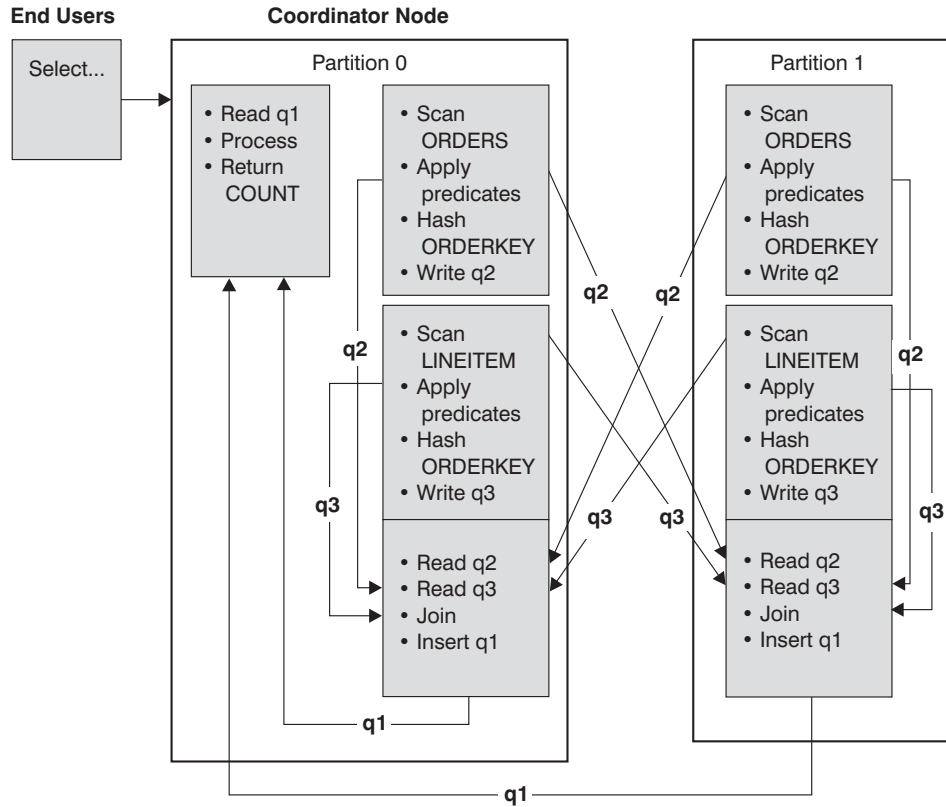 End Users
Coordinator Node
Select...
Partition 0
• Read q1
• Process
• Return
COUNT
• Scan
ORDERS
• Apply
predicates
• Hash
ORDERKEY
• Write q2
• Scan
LINEITEM
• Apply
predicates
• Hash
ORDERKEY
• Write q3
• Read q2
• Read q3
• Join
• Insert q1
q2
q3
q1
q2
q2
q3
q3
Partition 1
• Scan
ORDERS
• Apply
predicates
• Hash
ORDERKEY
• Write q2
• Scan
LINEITEM
• Apply
predicates
• Hash
ORDERKEY
• Write q3
• Read q2
• Read q3
• Join
• Insert q1
q2
q3
q1